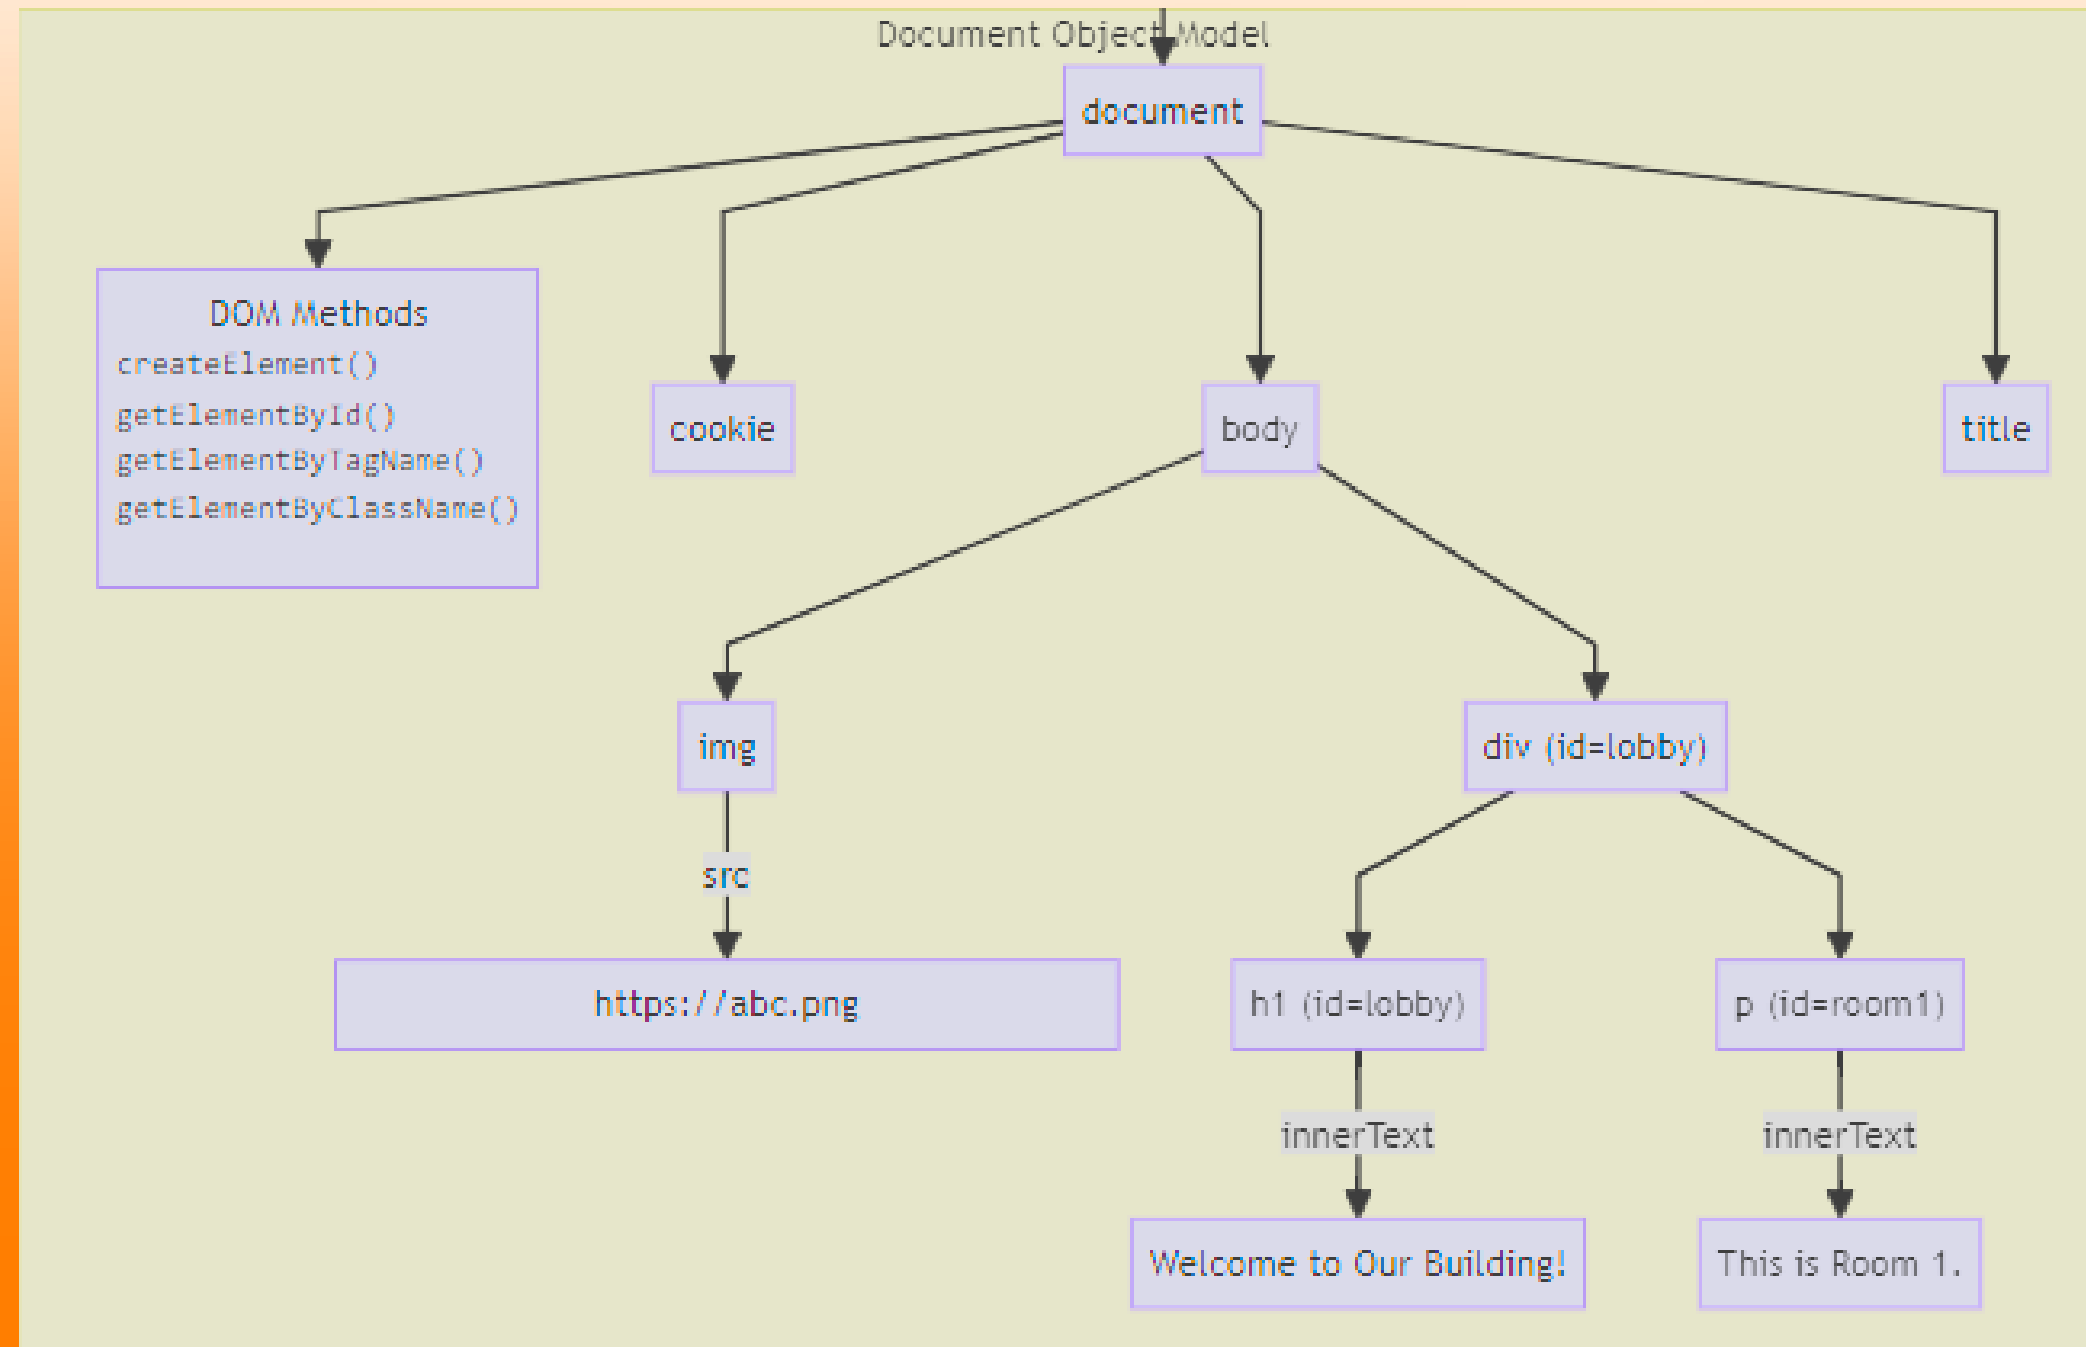 Document Object Model
document
DOM Methods
createElement()
getElementById()
getElementByTagName()
getElementByClassName()
cookie
body
title
img
div (id=lobby)
src
https://abc.png
h1 (id=lobby)
p (id=room1)
innerText
innerText
Welcome to Our Building!
This is Room 1.